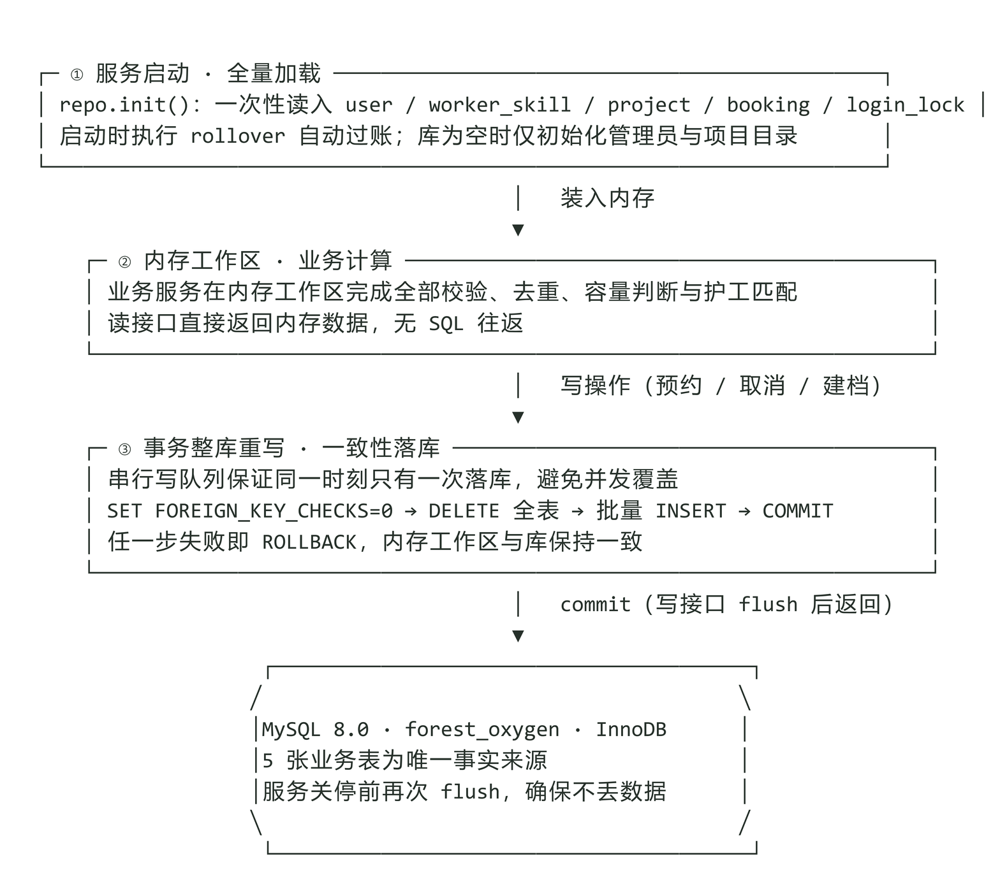 ① 服务启动 · 全量加载
repo.init(): 一次性读入 user / worker_skill / project / booking / login_lock
启动时执行 rollover 自动过账; 库为空时仅初始化管理员与项目目录
装入内存
② 内存工作区 · 业务计算
业务服务在内存工作区完成全部校验、去重、容量判断与护工匹配
读接口直接返回内存数据, 无 SQL 往返
写操作 (预约 / 取消 / 建档)
③ 事务整库重写 · 一致性落库
串行写队列保证同一时刻只有一次落库, 避免并发覆盖
SET FOREIGN_KEY_CHECKS=0 → DELETE 全表 → 批量 INSERT → COMMIT
任一步失败即 ROLLBACK, 内存工作区与库保持一致
commit (写接口 flush 后返回)
MySQL 8.0 · forest_oxygen · InnoDB
5 张业务表为唯一事实来源
服务关停前再次 flush, 确保不丢数据